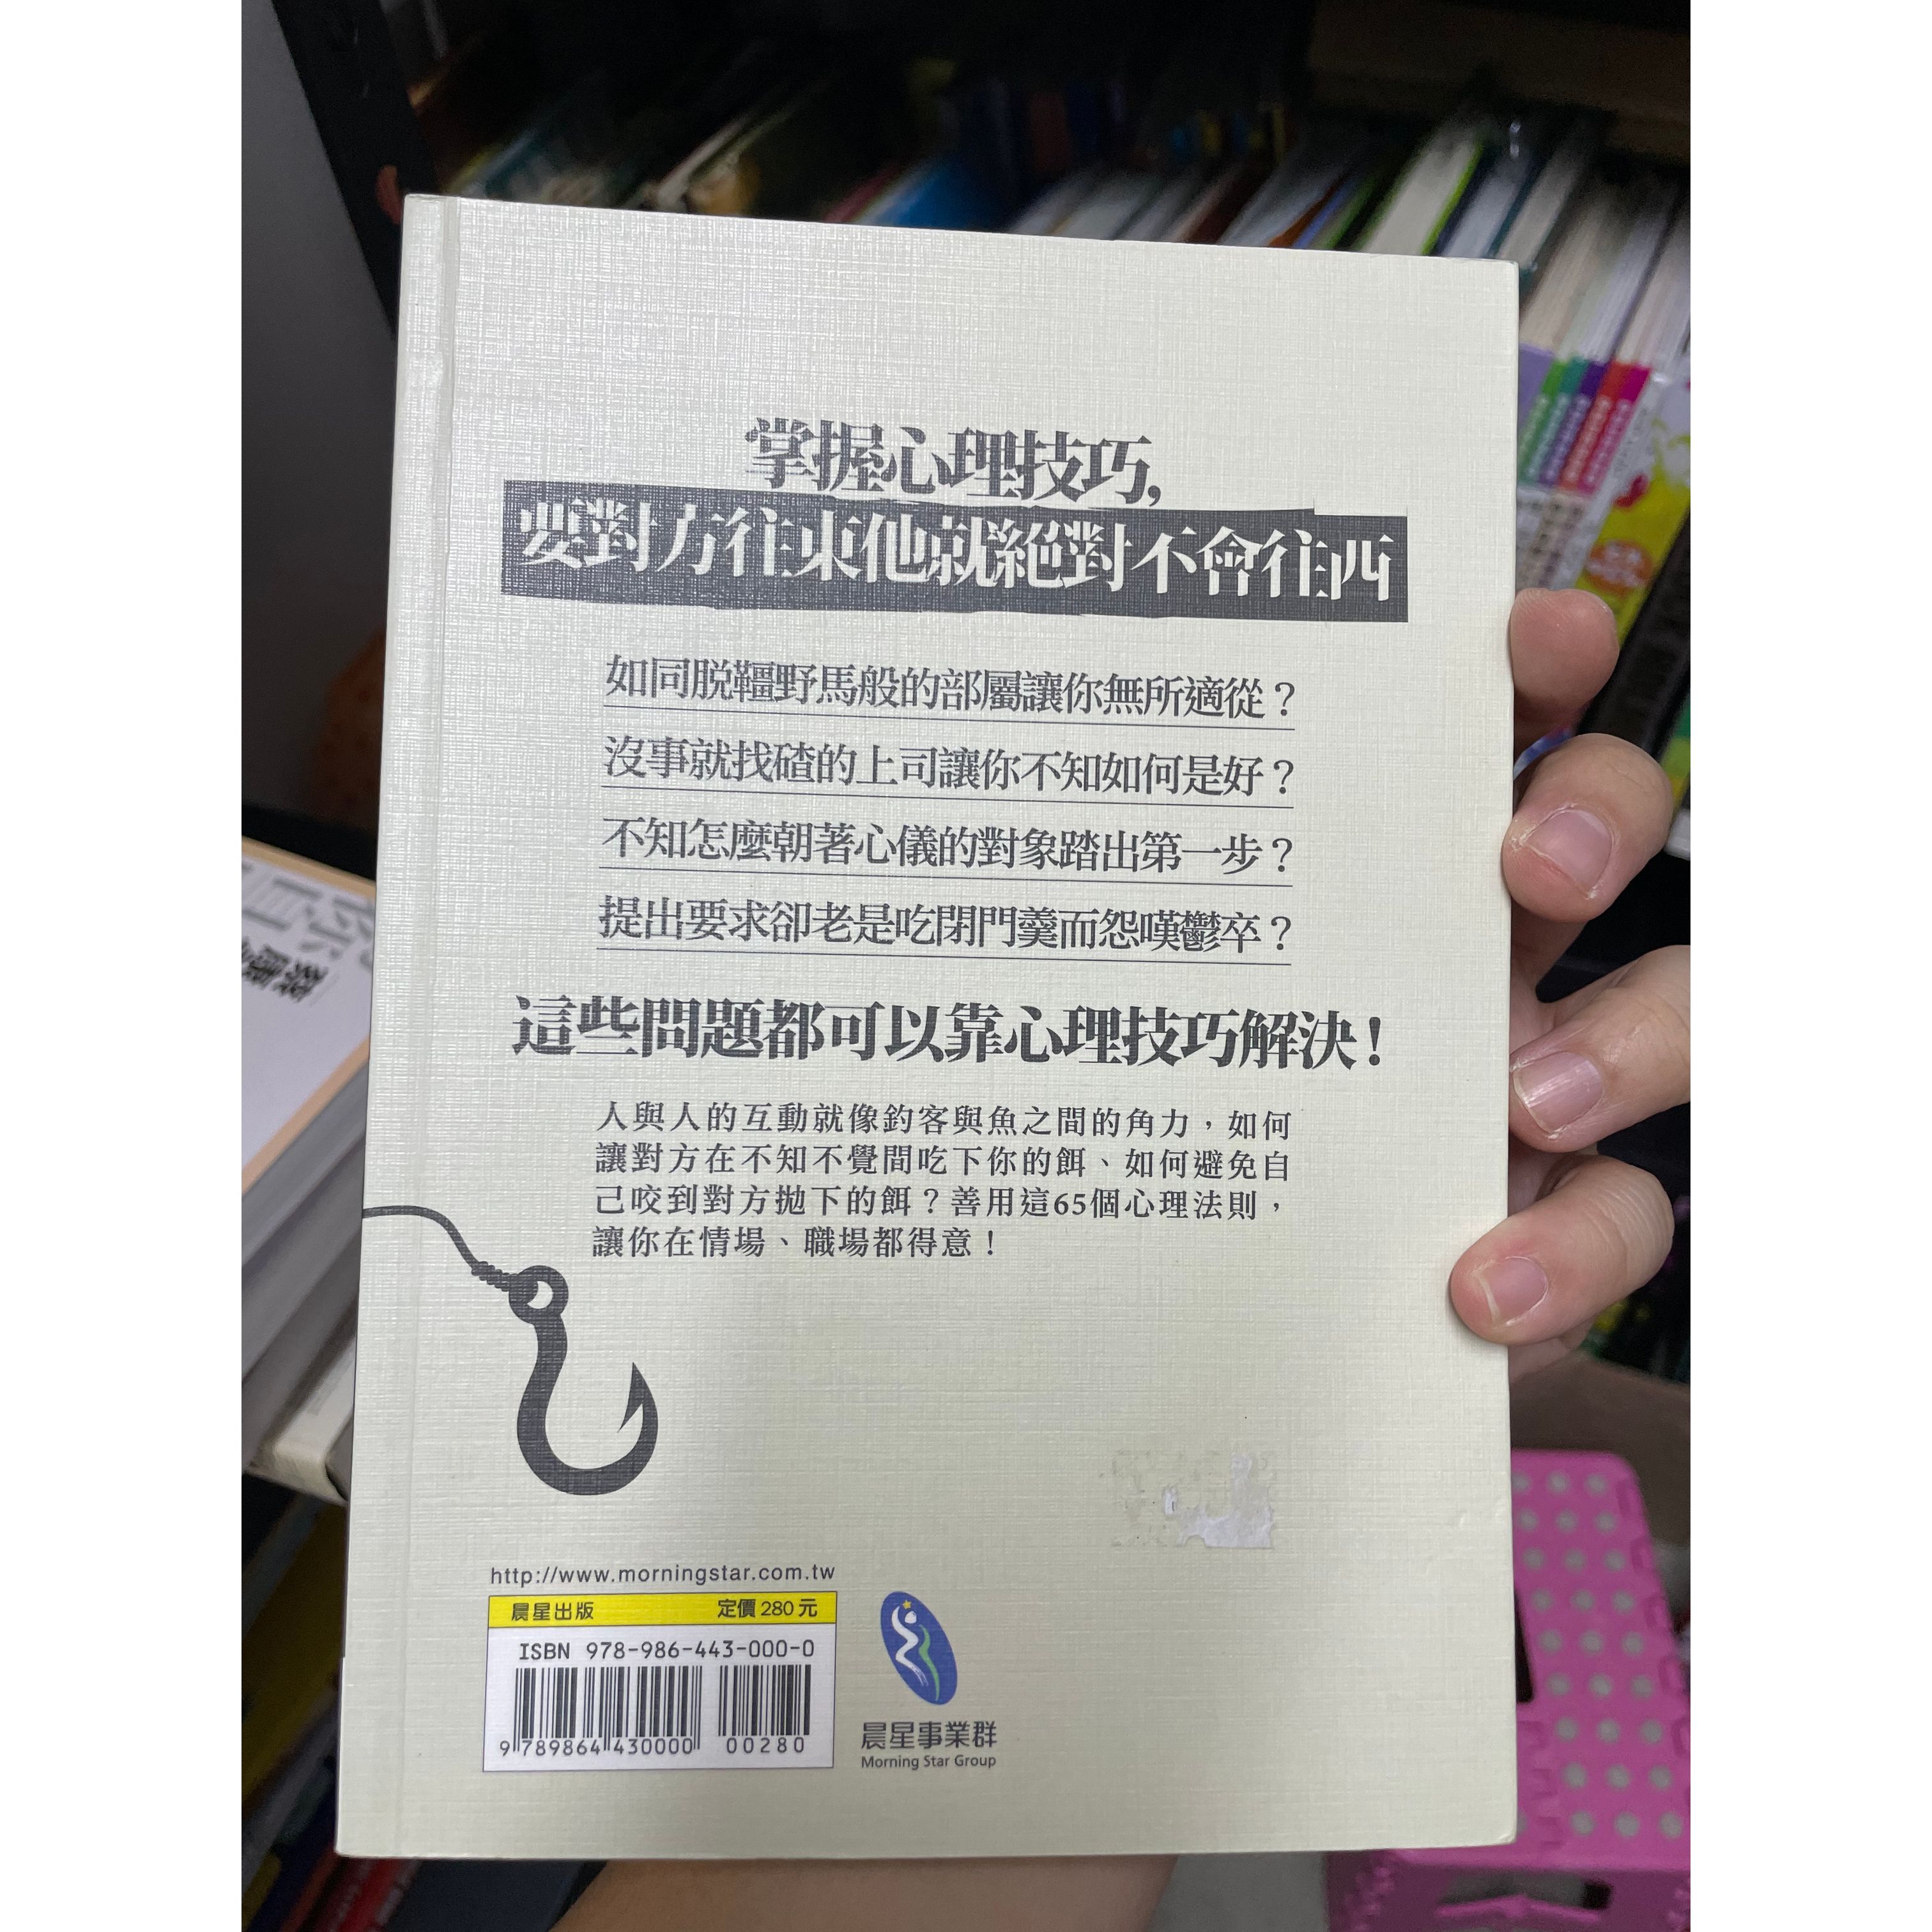 掌握心理技巧,
要對方往東他就絕對不會往西
如同脫韁野馬般的部屬讓你無所適從？
沒事就找碴的上司讓你不知如何是好？
不知怎麼朝著心儀的對象踏出第一步？
提出要求卻老是吃閉門羹而怨嘆鬱卒？
這些問題都可以靠心理技巧解決！
人與人的互動就像釣客與魚之間的角力，如何
讓對方在不知不覺間吃下你的餌、如何避免自
己咬到對方拋下的餌？善用這65個心理法則，
讓你在情場、職場都得意！
http://www.morningstar.com.tw
晨星出版 定價 280 元
ISBN 978-986-443-000-0
9 789864 430000 00280
晨星事業群
Morning Star Group